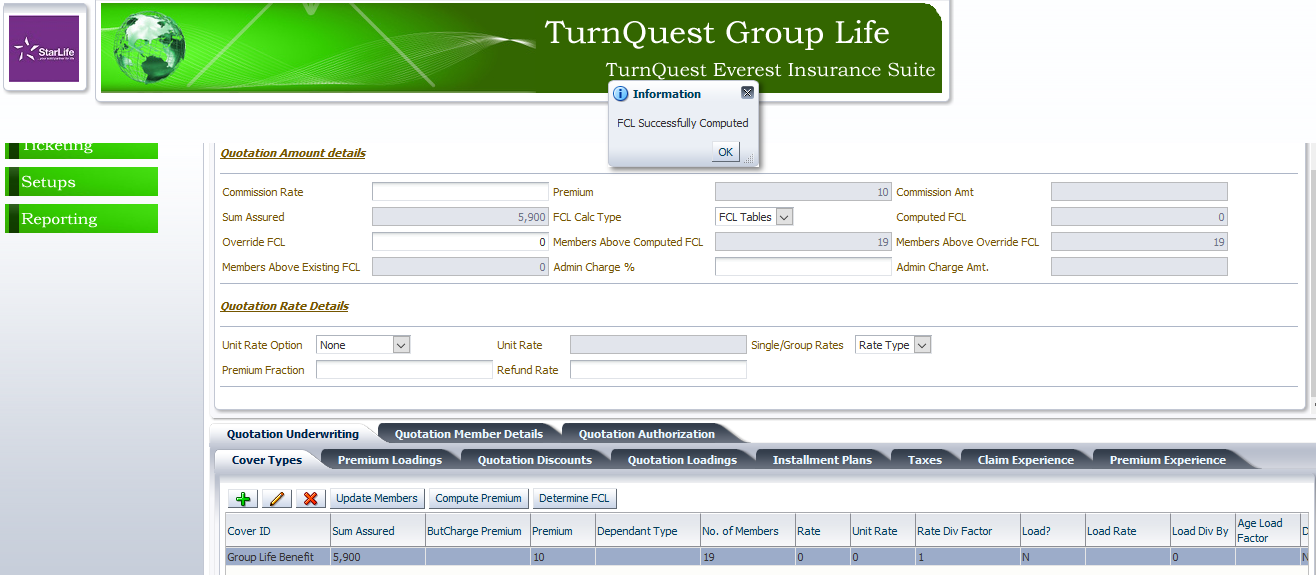 StarLife
TurnQuest Group Life
TurnQuest Everest Insurance Suite
Information
FCL Successfully Computed
OK
Ticketing
Setups
Reporting
Quotation Amount details
Commission Rate Premium 10 Commission Amt
Sum Assured 5,900 FCL Calc Type FCL Tables Computed FCL 0
Override FCL 0 Members Above Computed FCL 19 Members Above Override FCL 19
Members Above Existing FCL 0 Admin Charge % Admin Charge Amt.
Quotation Rate Details
Unit Rate Option None Unit Rate Single/Group Rates Rate Type
Premium Fraction Refund Rate
Quotation Underwriting Quotation Member Details Quotation Authorization
Cover Types Premium Loadings Quotation Discounts Quotation Loadings Installment Plans Taxes Claim Experience Premium Experience
Update Members Compute Premium Determine FCL
Cover ID Sum Assured ButCharge Premium Premium Dependant Type No. of Members Rate Unit Rate Rate Div Factor Load? Load Rate Load Div By Age Load Factor D
Group Life Benefit 5,900 10 19 0 0 1 N 0 N